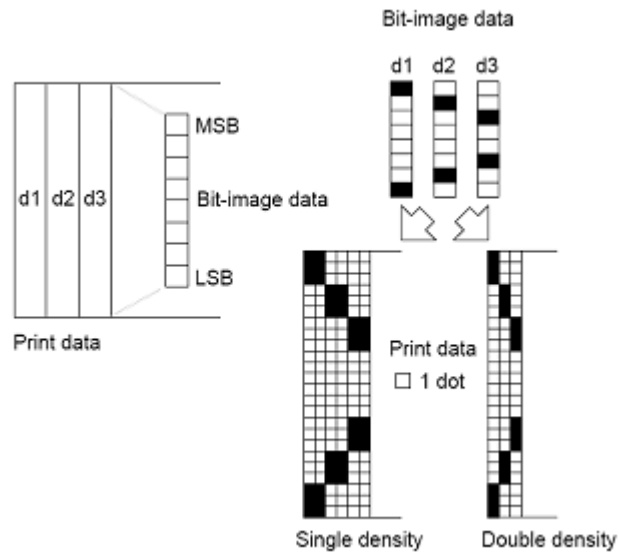 Bit-image data
d1 d2 d3
MSB
d1 d2 d3
Bit-image data
LSB
Print data
Print data
1 dot
Single density
Double density